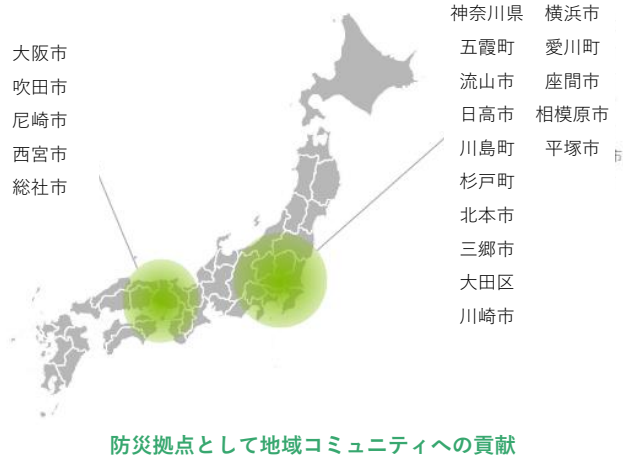 大阪市
吹田市
尼崎市
西宮市
総社市
神奈川県
五霞町
流山市
日高市
川島町
杉戸町
北本市
三郷市
大田区
川崎市
横浜市
愛川町
座間市
相模原市
平塚市
防災拠点として地域コミュニティへの貢献